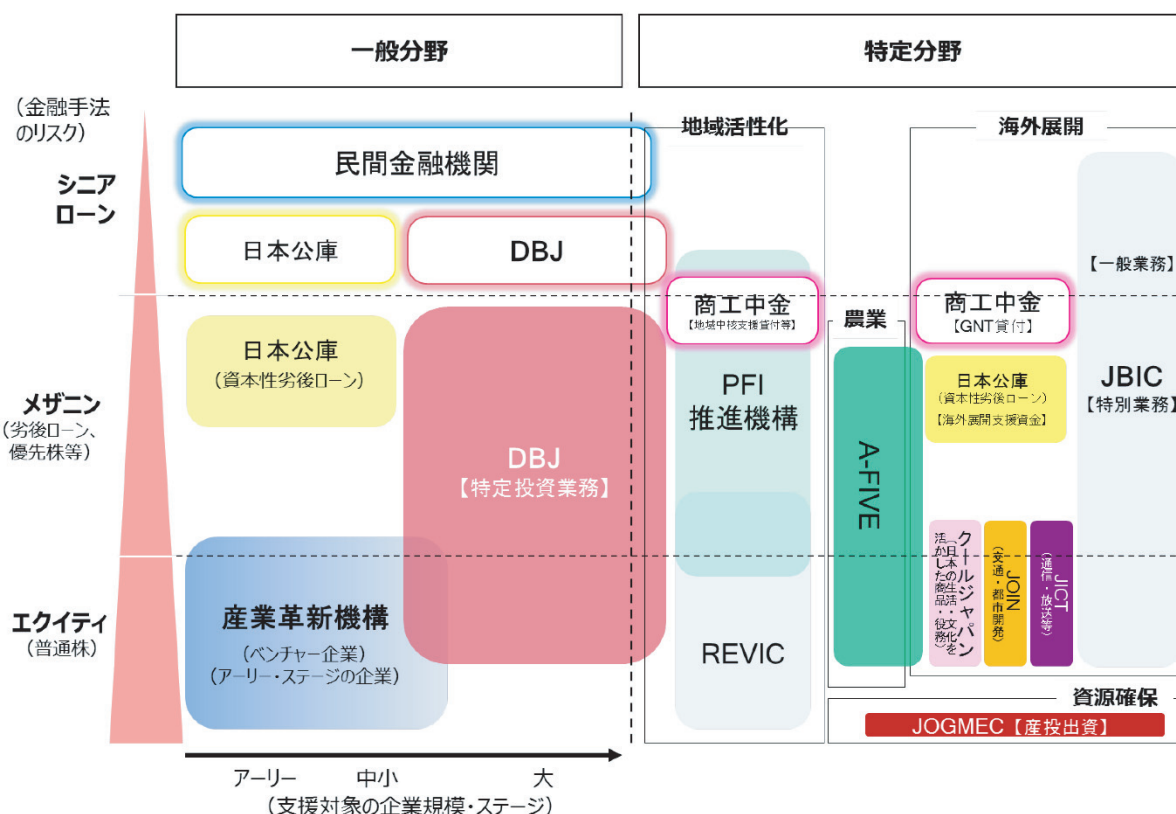 一般分野
特定分野
(金融手法
のリスク)
シニア
ローン
メザニン
(劣後ローン、
優先株等)
エクイティ
(普通株)
民間金融機関
日本公庫
DBJ
日本公庫
(資本性劣後ローン)
DBJ
【特定投資業務】
産業革新機構
(ベンチャー企業)
(アーリー・ステージの企業)
アーリー
中小
大
(支援対象の企業規模・ステージ)
地域活性化
商工中金
【地域中核支援貸付等】
PFI
推進機構
REVIC
農業
A-FIVE
海外展開
商工中金
【GNT貸付】
日本公庫
(資本性劣後ローン)
【海外展開支援資金】
クールジャパン
(日本の生活・文化を
活かした商品・役務)
JOIN
(交通・都市開発)
JICT
(通信・放送等)
【一般業務】
JBIC
【特別業務】
資源確保
JOGMEC【産投出資】